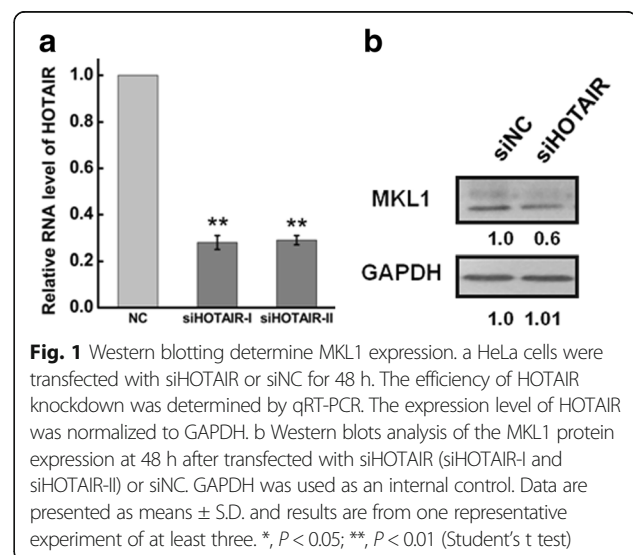 a
Relative RNA level of HOTAIR
1.0
0.8
0.6
0.4
0.2
0.0
**
**
NC siHOTAIR-I siHOTAIR-II
b
siNC siHOTAIR
MKL1
1.0 0.6
GAPDH
1.0 1.01
Fig. 1 Western blotting determine MKL1 expression. a HeLa cells were
transfected with siHOTAIR or siNC for 48 h. The efficiency of HOTAIR
knockdown was determined by qRT-PCR. The expression level of HOTAIR
was normalized to GAPDH. b Western blots analysis of the MKL1 protein
expression at 48 h after transfected with siHOTAIR (siHOTAIR-I and
siHOTAIR-II) or siNC. GAPDH was used as an internal control. Data are
presented as means ± S.D. and results are from one representative
experiment of at least three. *, P < 0.05; **, P < 0.01 (Student’s t test)